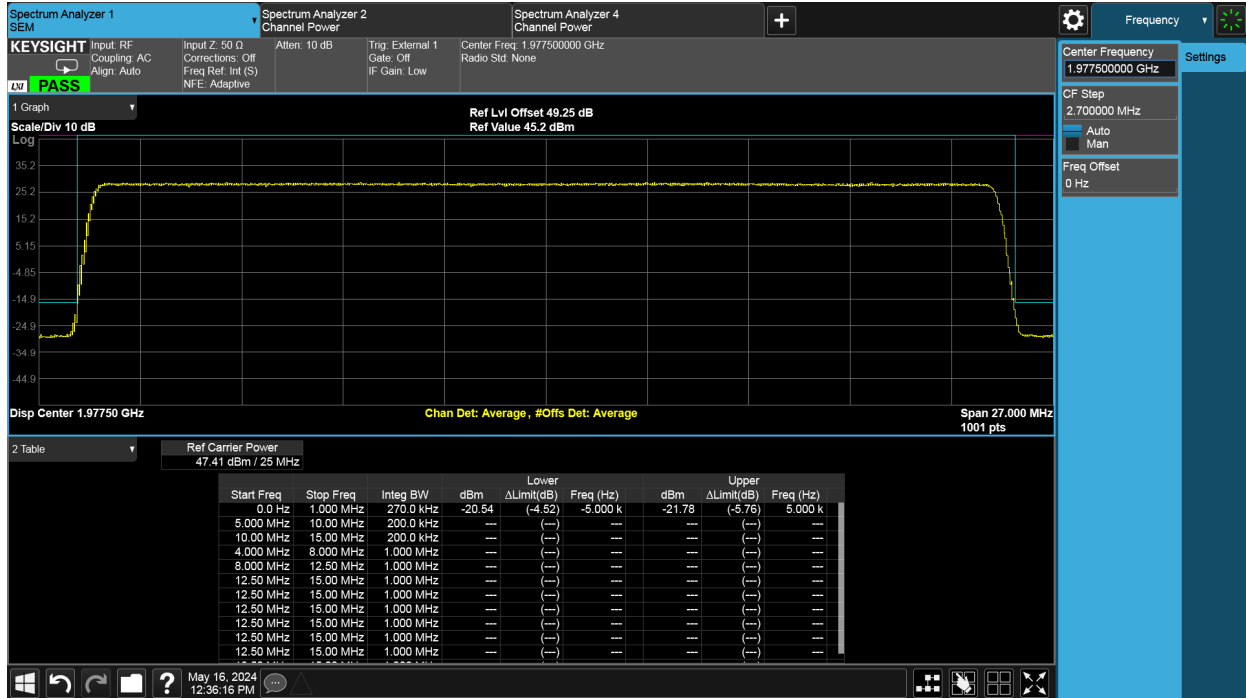 Spectrum Analyzer 1
SEM
Spectrum Analyzer 2
Channel Power
Spectrum Analyzer 4
Channel Power
Frequency
KEYSIGHT
LXI
PASS
Input: RF
Coupling: AC
Align: Auto
Input Z: 50 Ω
Corrections: Off
Freq Ref: Int (S)
NFE: Adaptive
Atten: 10 dB
Trig: External 1
Gate: Off
IF Gain: Low
Center Freq: 1.977500000 GHz
Radio Std: None
Center Frequency
1.977500000 GHz
Settings
CF Step
2.700000 MHz
Auto
Man
Freq Offset
0 Hz
1 Graph
Scale/Div 10 dB
Ref Lvl Offset 49.25 dB
Ref Value 45.2 dBm
Log
35.2
25.2
15.2
5.15
-4.85
-14.9
-24.9
-34.9
-44.9
Disp Center 1.97750 GHz
Chan Det: Average , #Offs Det: Average
Span 27.000 MHz
1001 pts
2 Table
Ref Carrier Power
47.41 dBm / 25 MHz
Lower Upper
Start Freq Stop Freq Integ BW dBm ΔLimit(dB) Freq (Hz) dBm ΔLimit(dB) Freq (Hz)
0.0 Hz 1.000 MHz 270.0 kHz -20.54 (-4.52) -5.000 k -21.78 (-5.76) 5.000 k
5.000 MHz 10.00 MHz 200.0 kHz --- (---) --- --- (---) ---
10.00 MHz 15.00 MHz 200.0 kHz --- (---) --- --- (---) ---
4.000 MHz 8.000 MHz 1.000 MHz --- (---) --- --- (---) ---
8.000 MHz 12.50 MHz 1.000 MHz --- (---) --- --- (---) ---
12.50 MHz 15.00 MHz 1.000 MHz --- (---) --- --- (---) ---
12.50 MHz 15.00 MHz 1.000 MHz --- (---) --- --- (---) ---
12.50 MHz 15.00 MHz 1.000 MHz --- (---) --- --- (---) ---
12.50 MHz 15.00 MHz 1.000 MHz --- (---) --- --- (---) ---
12.50 MHz 15.00 MHz 1.000 MHz --- (---) --- --- (---) ---
12.50 MHz 15.00 MHz 1.000 MHz --- (---) --- --- (---) ---
May 16, 2024
12:36:16 PM